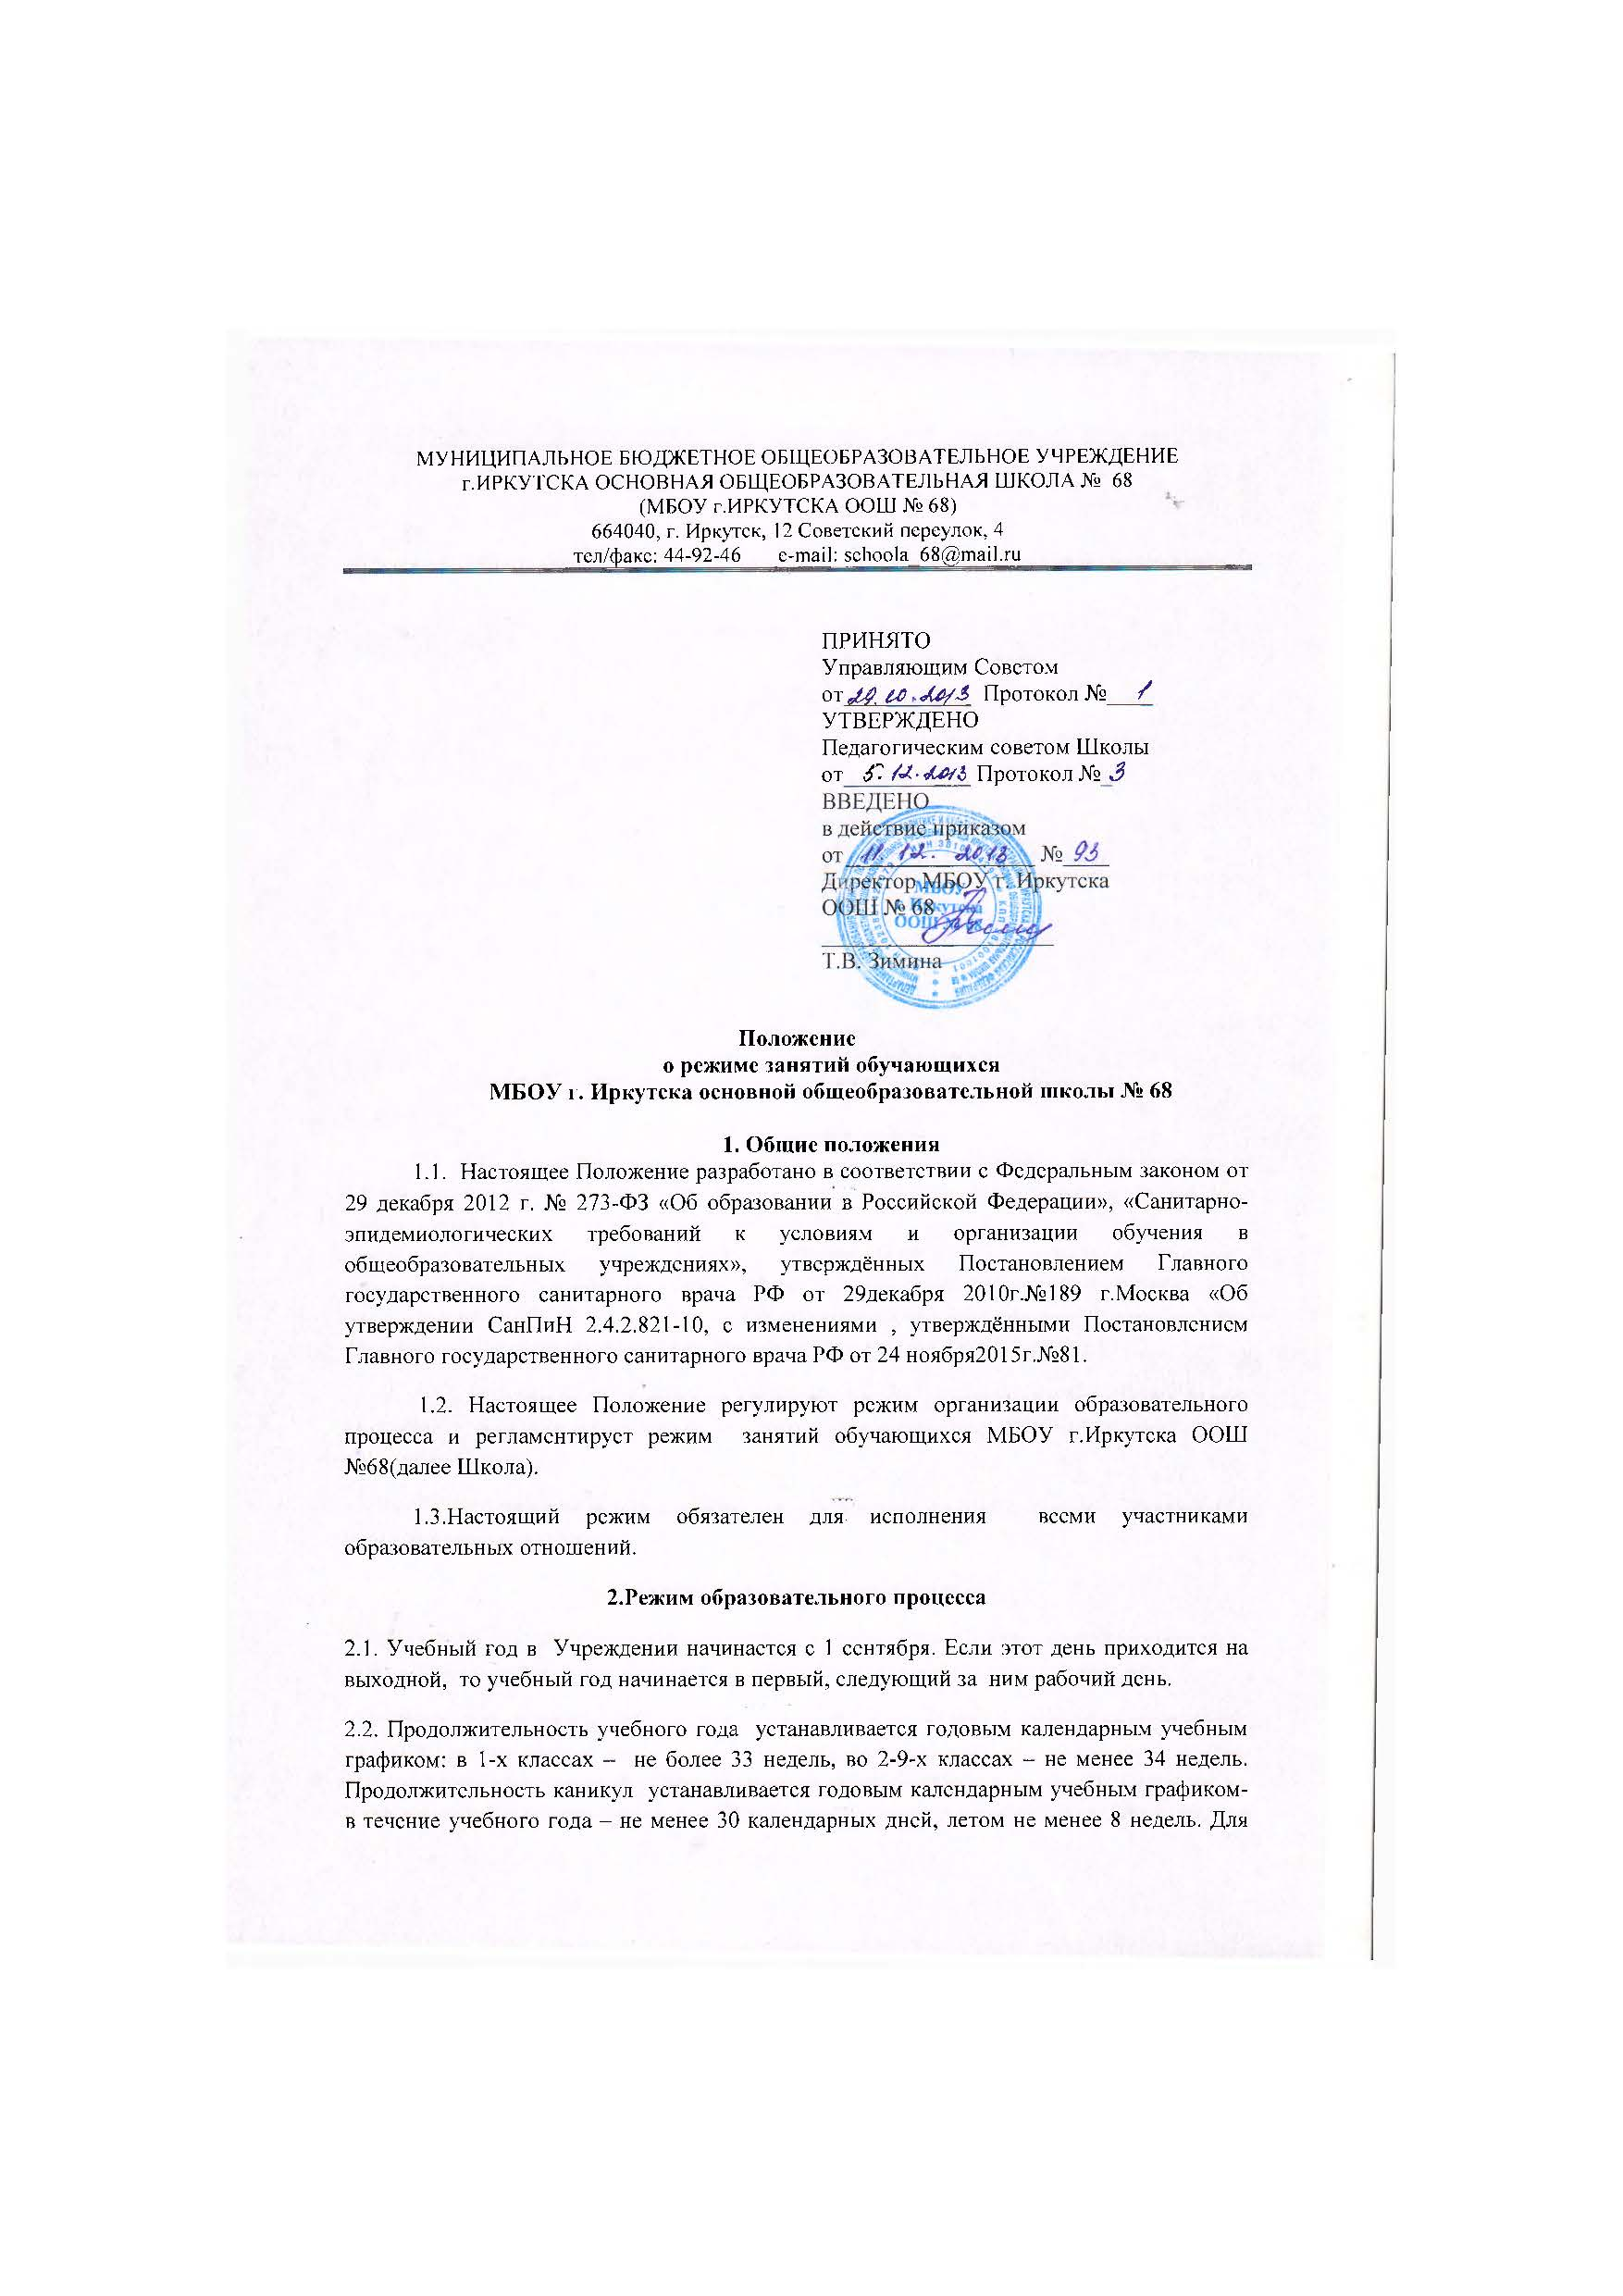 МУНИЦИПАЛЬНОЕ БЮДЖЕТНОЕ ОБЩЕОБРАЗОВАТЕЛЬНОЕ УЧРЕЖДЕНИЕ
г.ИРКУТСКА ОСНОВНАЯ ОБЩЕОБРАЗОВАТЕЛЬНАЯ ШКОЛА № 68
(МБОУ г.ИРКУТСКА ООШ № 68)
664040, г. Иркутск, 12 Советский переулок, 4
тел/факс: 44-92-46 e-mail: schoola_68@mail.ru
ПРИНЯТО
Управляющим Советом
от 29.10.2013 Протокол № 1
УТВЕРЖДЕНО
Педагогическим советом Школы
от 5.12.2013 Протокол № 3
ВВЕДЕНО
в действие приказом
от 11.12. 2013 № 93
Директор МБОУ г. Иркутска
ООШ № 68
Т.В. Зимина
МБОУ
г. Иркутска
ООШ № 68
Положение
о режиме занятий обучающихся
МБОУ г. Иркутска основной общеобразовательной школы № 68
1. Общие положения
1.1. Настоящее Положение разработано в соответствии с Федеральным законом от
29 декабря 2012 г. № 273-ФЗ «Об образовании в Российской Федерации», «Санитарно-
эпидемиологических требований к условиям и организации обучения в
общеобразовательных учреждениях», утверждённых Постановлением Главного
государственного санитарного врача РФ от 29декабря 2010г.№189 г.Москва «Об
утверждении СанПиН 2.4.2.821-10, с изменениями , утверждёнными Постановлением
Главного государственного санитарного врача РФ от 24 ноября2015г.№81.
1.2. Настоящее Положение регулируют режим организации образовательного
процесса и регламентирует режим занятий обучающихся МБОУ г.Иркутска ООШ
№68(далее Школа).
1.3.Настоящий режим обязателен для исполнения всеми участниками
образовательных отношений.
2.Режим образовательного процесса
2.1. Учебный год в Учреждении начинается с 1 сентября. Если этот день приходится на
выходной, то учебный год начинается в первый, следующий за ним рабочий день.
2.2. Продолжительность учебного года устанавливается годовым календарным учебным
графиком: в 1-х классах – не более 33 недель, во 2-9-х классах – не менее 34 недель.
Продолжительность каникул устанавливается годовым календарным учебным графиком-
в течение учебного года – не менее 30 календарных дней, летом не менее 8 недель. Для